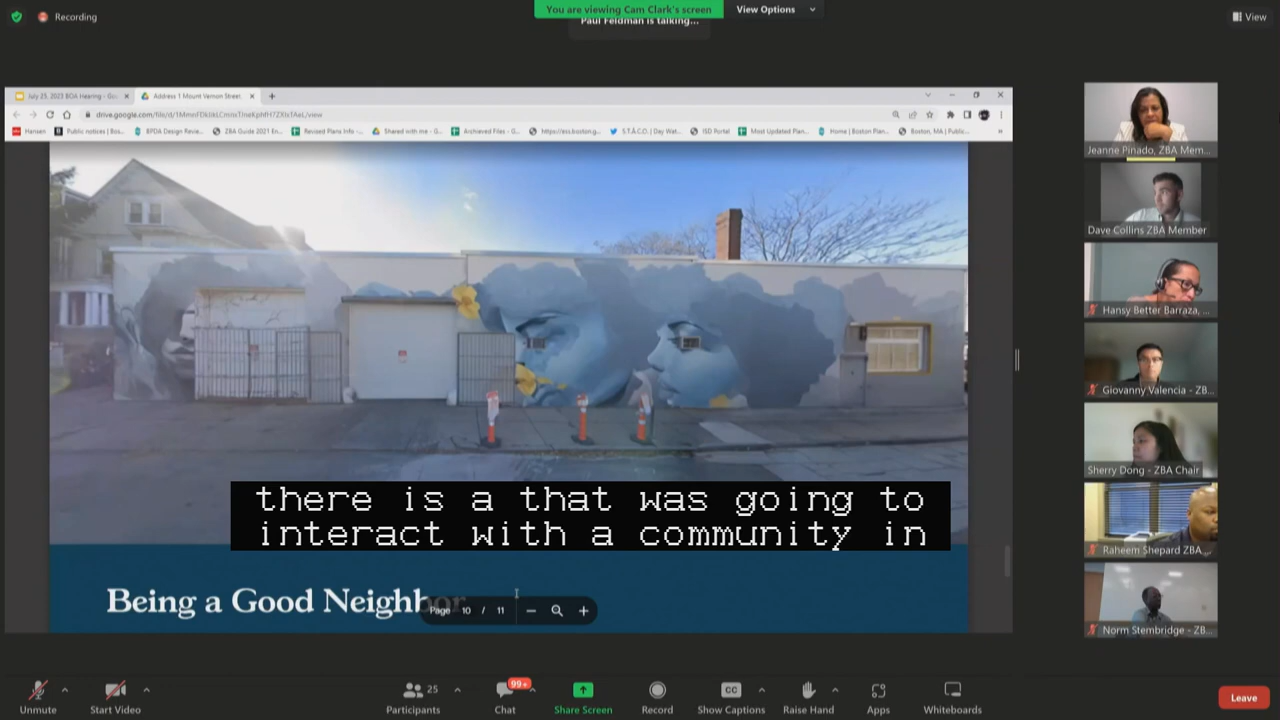 Recording
You are viewing Cam Clark's screen
View Options
Paul Feldman is talking...
View
July 25, 2023 BOA Hearing - Go
Address 1 Mount Vernon Street
Hansen
Public notices | Bos...
BPDA Design Revie...
ZBA Guide 2021 En...
Revised Plans Info -...
Shared with me - G...
Archieved Files - G...
https://ess.boston.g...
S.T.A.C.O. | Day Wat...
ISD Portal
Most Updated Plan...
Home | Boston Plan...
Boston, MA | Public...
there is a that was going to
interact with a community in
Being a Good Neighbor
Page 10 / 11
Jeanne Pinado, ZBA Mem...
Dave Collins ZBA Member
Hansy Better Barraza, ...
Giovanny Valencia - ZB...
Sherry Dong - ZBA Chair
Raheem Shepard ZBA...
Norm Stembridge - ZB...
Unmute
Start Video
25
Participants
99+
Chat
Share Screen
Record
CC
Show Captions
Raise Hand
Apps
Whiteboards
Leave